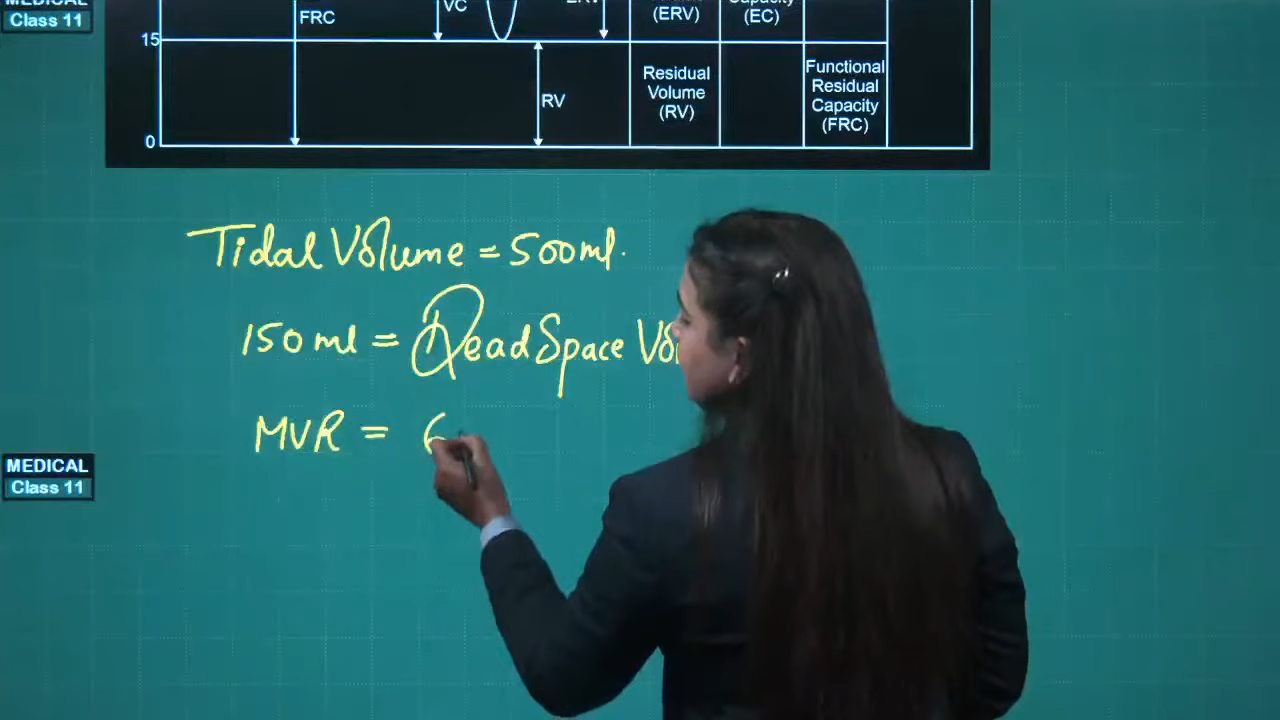 MEDICAL
Class 11
FRC
VC
ERV
(ERV)
Capacity
(EC)
15
RV
Residual
Volume
(RV)
Functional
Residual
Capacity
(FRC)
0
Tidal Volume = 500ml.
150 ml = Dead Space Vol
MVR = 6
MEDICAL
Class 11